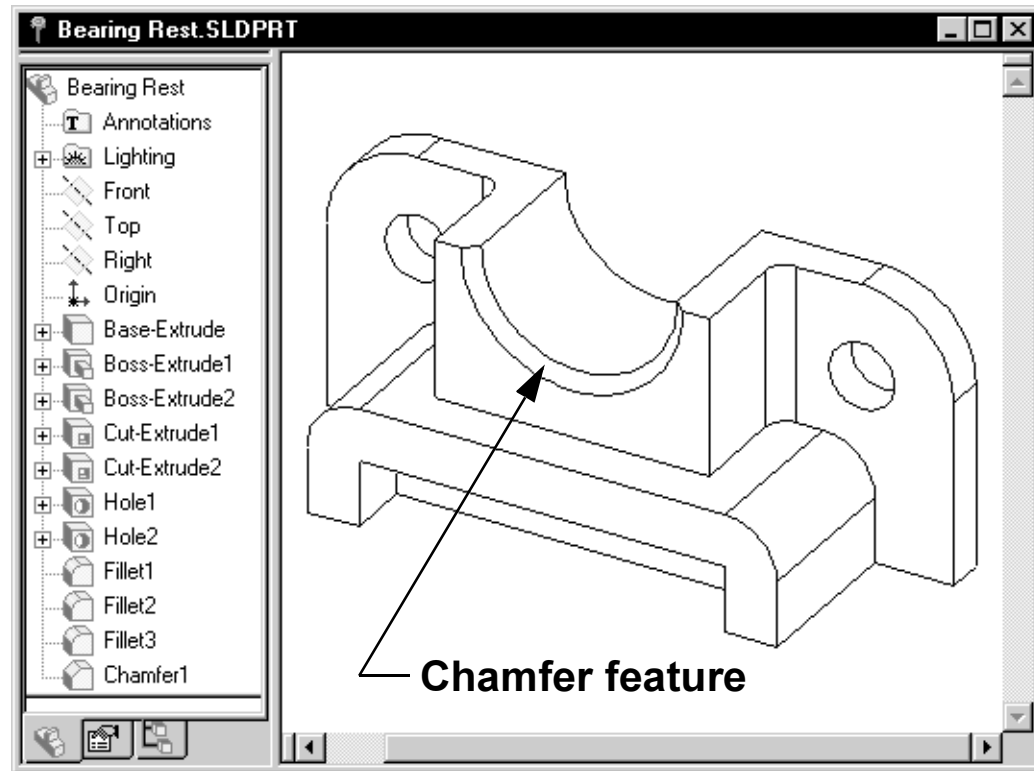 Bearing Rest.SLDPRT
Bearing Rest
T Annotations
Lighting
Front
Top
Right
Origin
Base-Extrude
Boss-Extrude1
Boss-Extrude2
Cut-Extrude1
Cut-Extrude2
Hole1
Hole2
Fillet1
Fillet2
Fillet3
Chamfer1
Chamfer feature